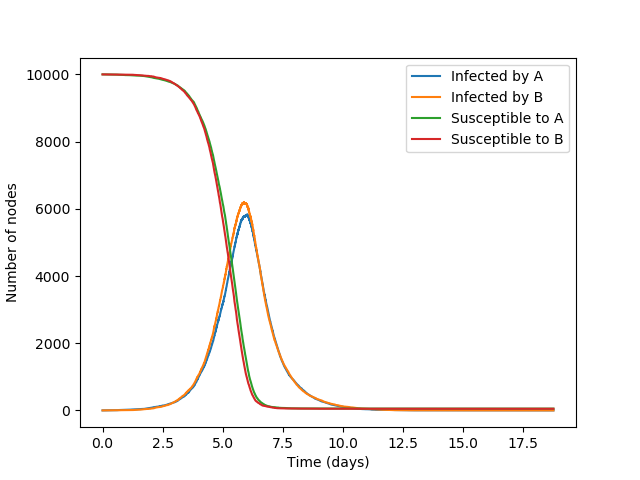 10000
8000
6000
4000
2000
0
Number of nodes
0.0 2.5 5.0 7.5 10.0 12.5 15.0 17.5
Time (days)
Infected by A
Infected by B
Susceptible to A
Susceptible to B